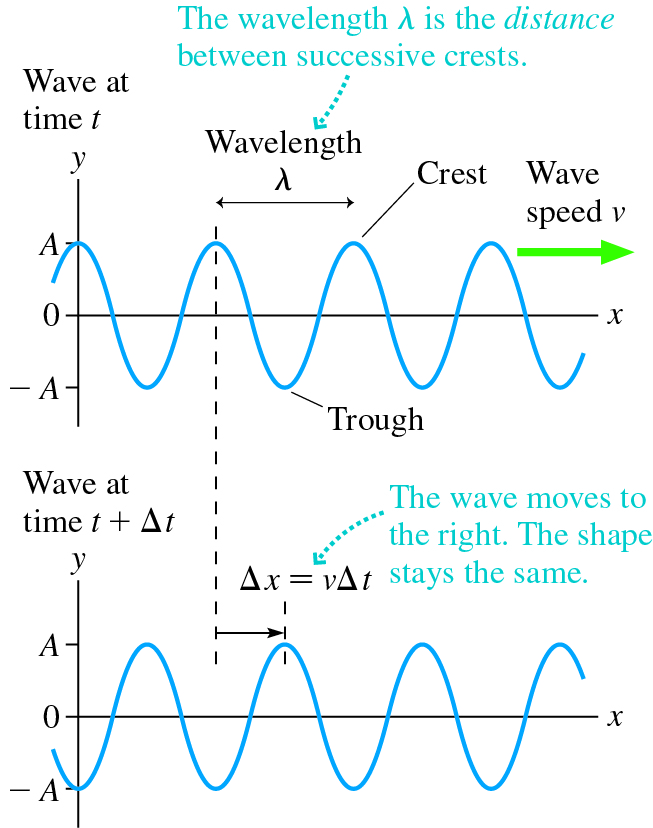 The wavelength λ is the distance
between successive crests.
Wave at
time t
Wavelength
λ
Crest
Wave
speed v
y
A
0
x
– A
Trough
Wave at
time t + Δt
The wave moves to
the right. The shape
stays the same.
y
Δx = vΔt
A
0
x
– A